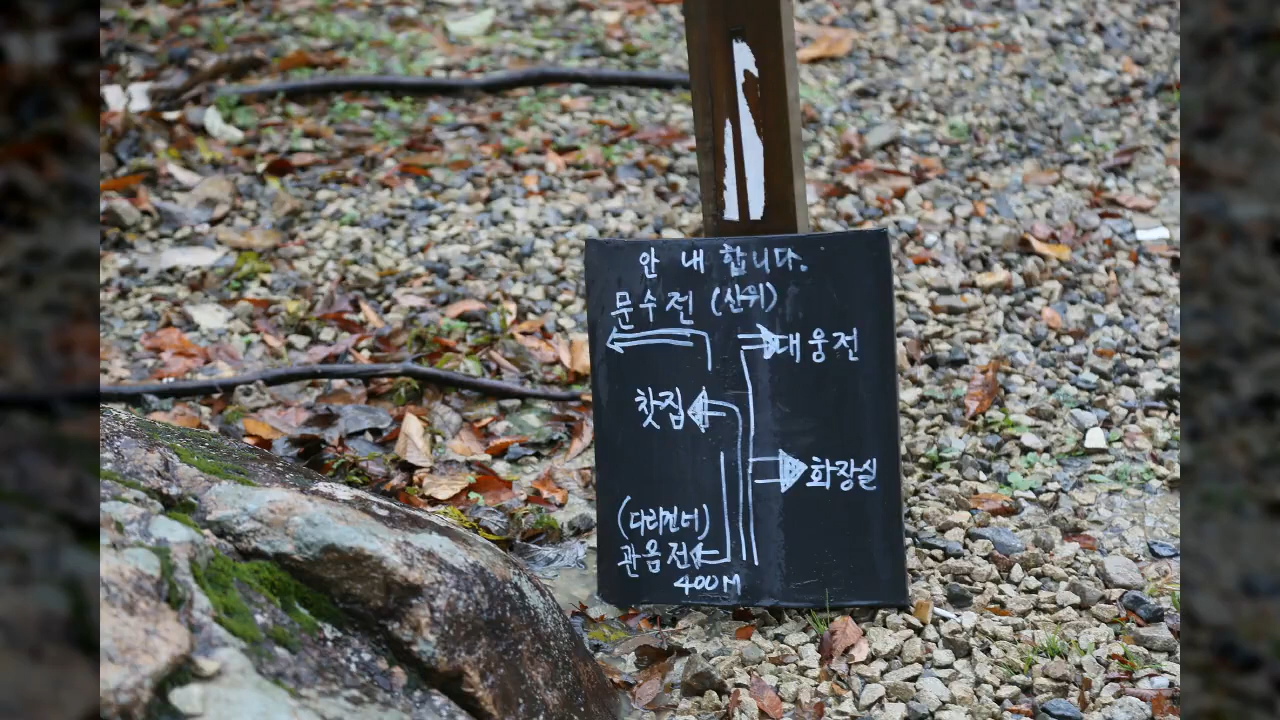 안내합니다.
문수전 (산위)
대웅전
찻집
화장실
(다리건너)
관음전
400M